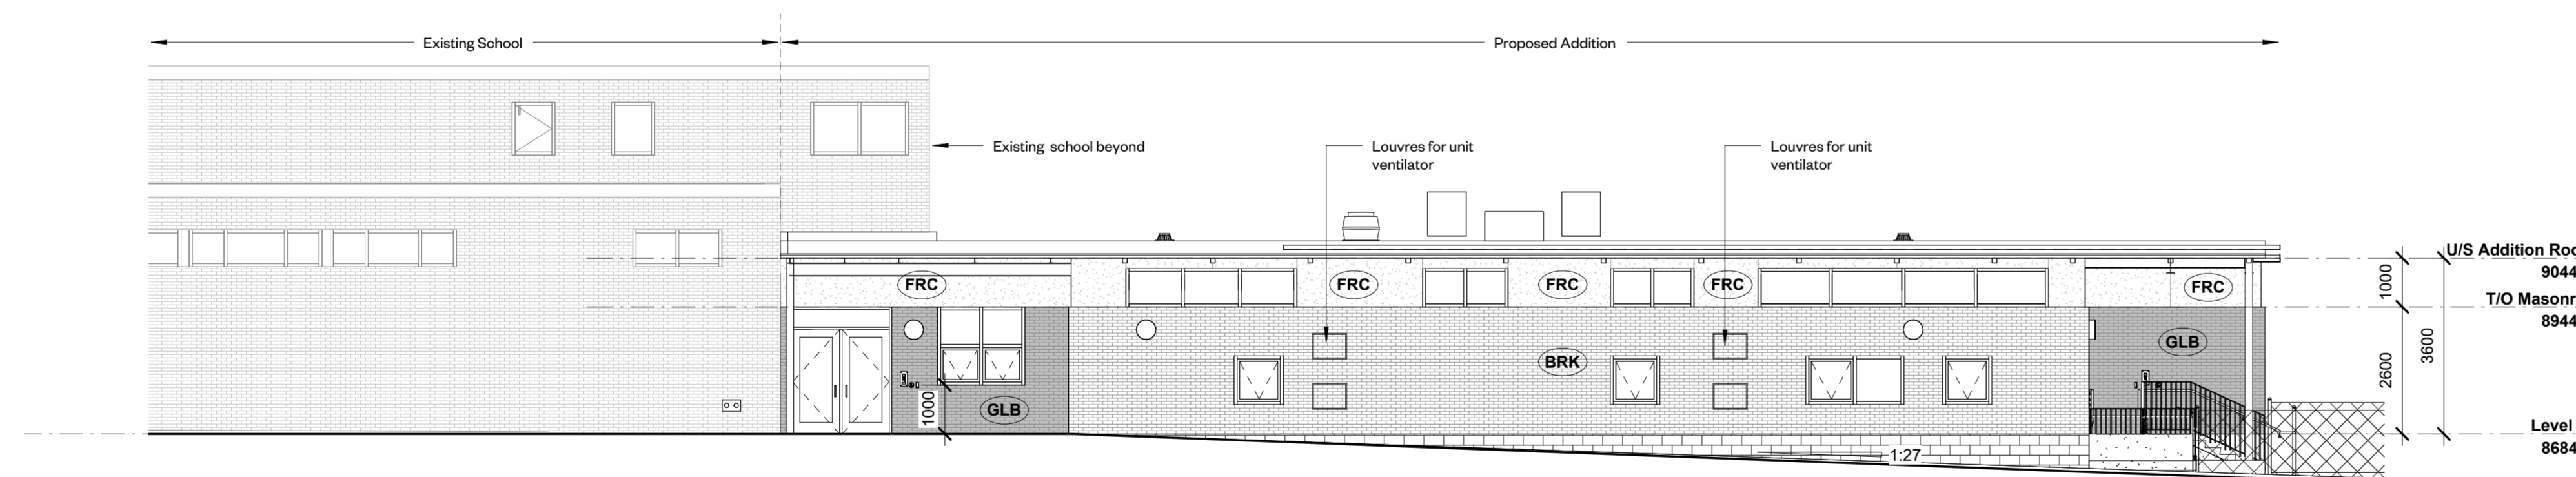 Existing School
Proposed Addition
Existing school beyond
Louvres for unit
ventilator
Louvres for unit
ventilator
U/S Addition Roo
9044
T/O Masonr
8944
Level
8684
1000
2600
3600
FRC
FRC
FRC
FRC
FRC
BRK
GLB
GLB
1000
1:27